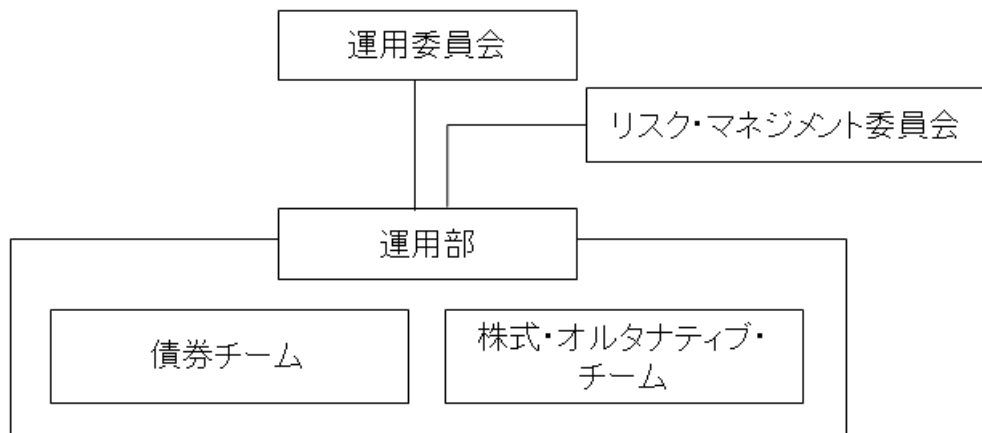 運用委員会
リスク・マネジメント委員会
運用部
債券チーム
株式・オルタナティブ・
チーム